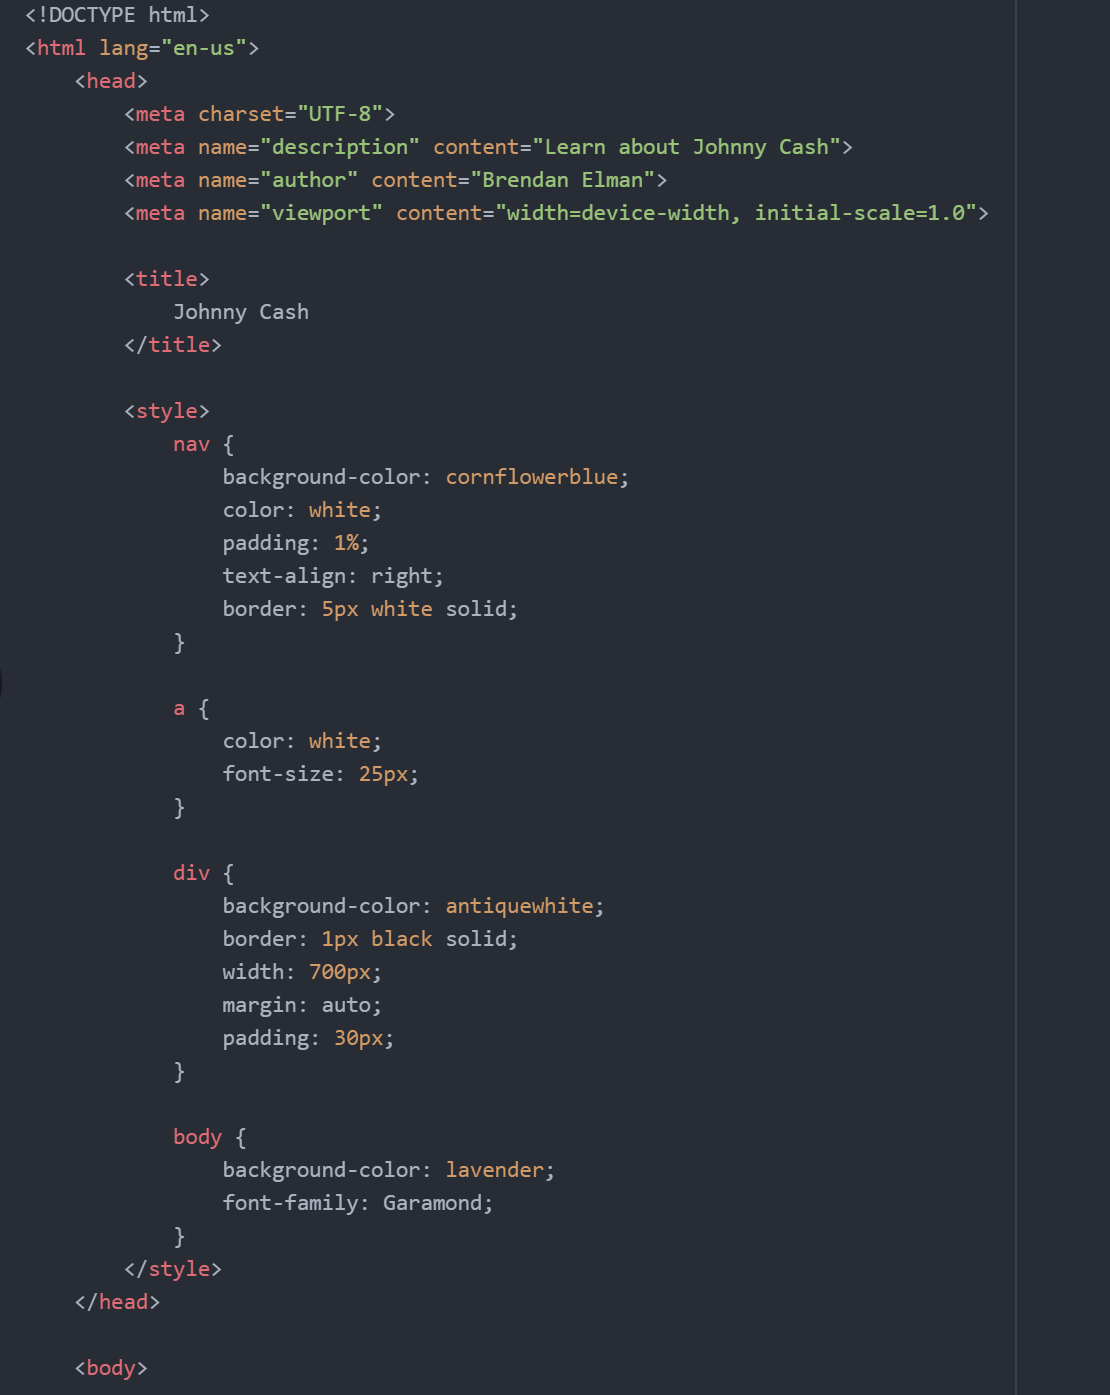 <!DOCTYPE html>
<html lang="en-us">
<head>
<meta charset="UTF-8">
<meta name="description" content="Learn about Johnny Cash">
<meta name="author" content="Brendan Elman">
<meta name="viewport" content="width=device-width, initial-scale=1.0">
<title>
Johnny Cash
</title>
<style>
nav {
background-color: cornflowerblue;
color: white;
padding: 1%;
text-align: right;
border: 5px white solid;
}
a {
color: white;
font-size: 25px;
}
div {
background-color: antiquewhite;
border: 1px black solid;
width: 700px;
margin: auto;
padding: 30px;
}
body {
background-color: lavender;
font-family: Garamond;
}
</style>
</head>
<body>